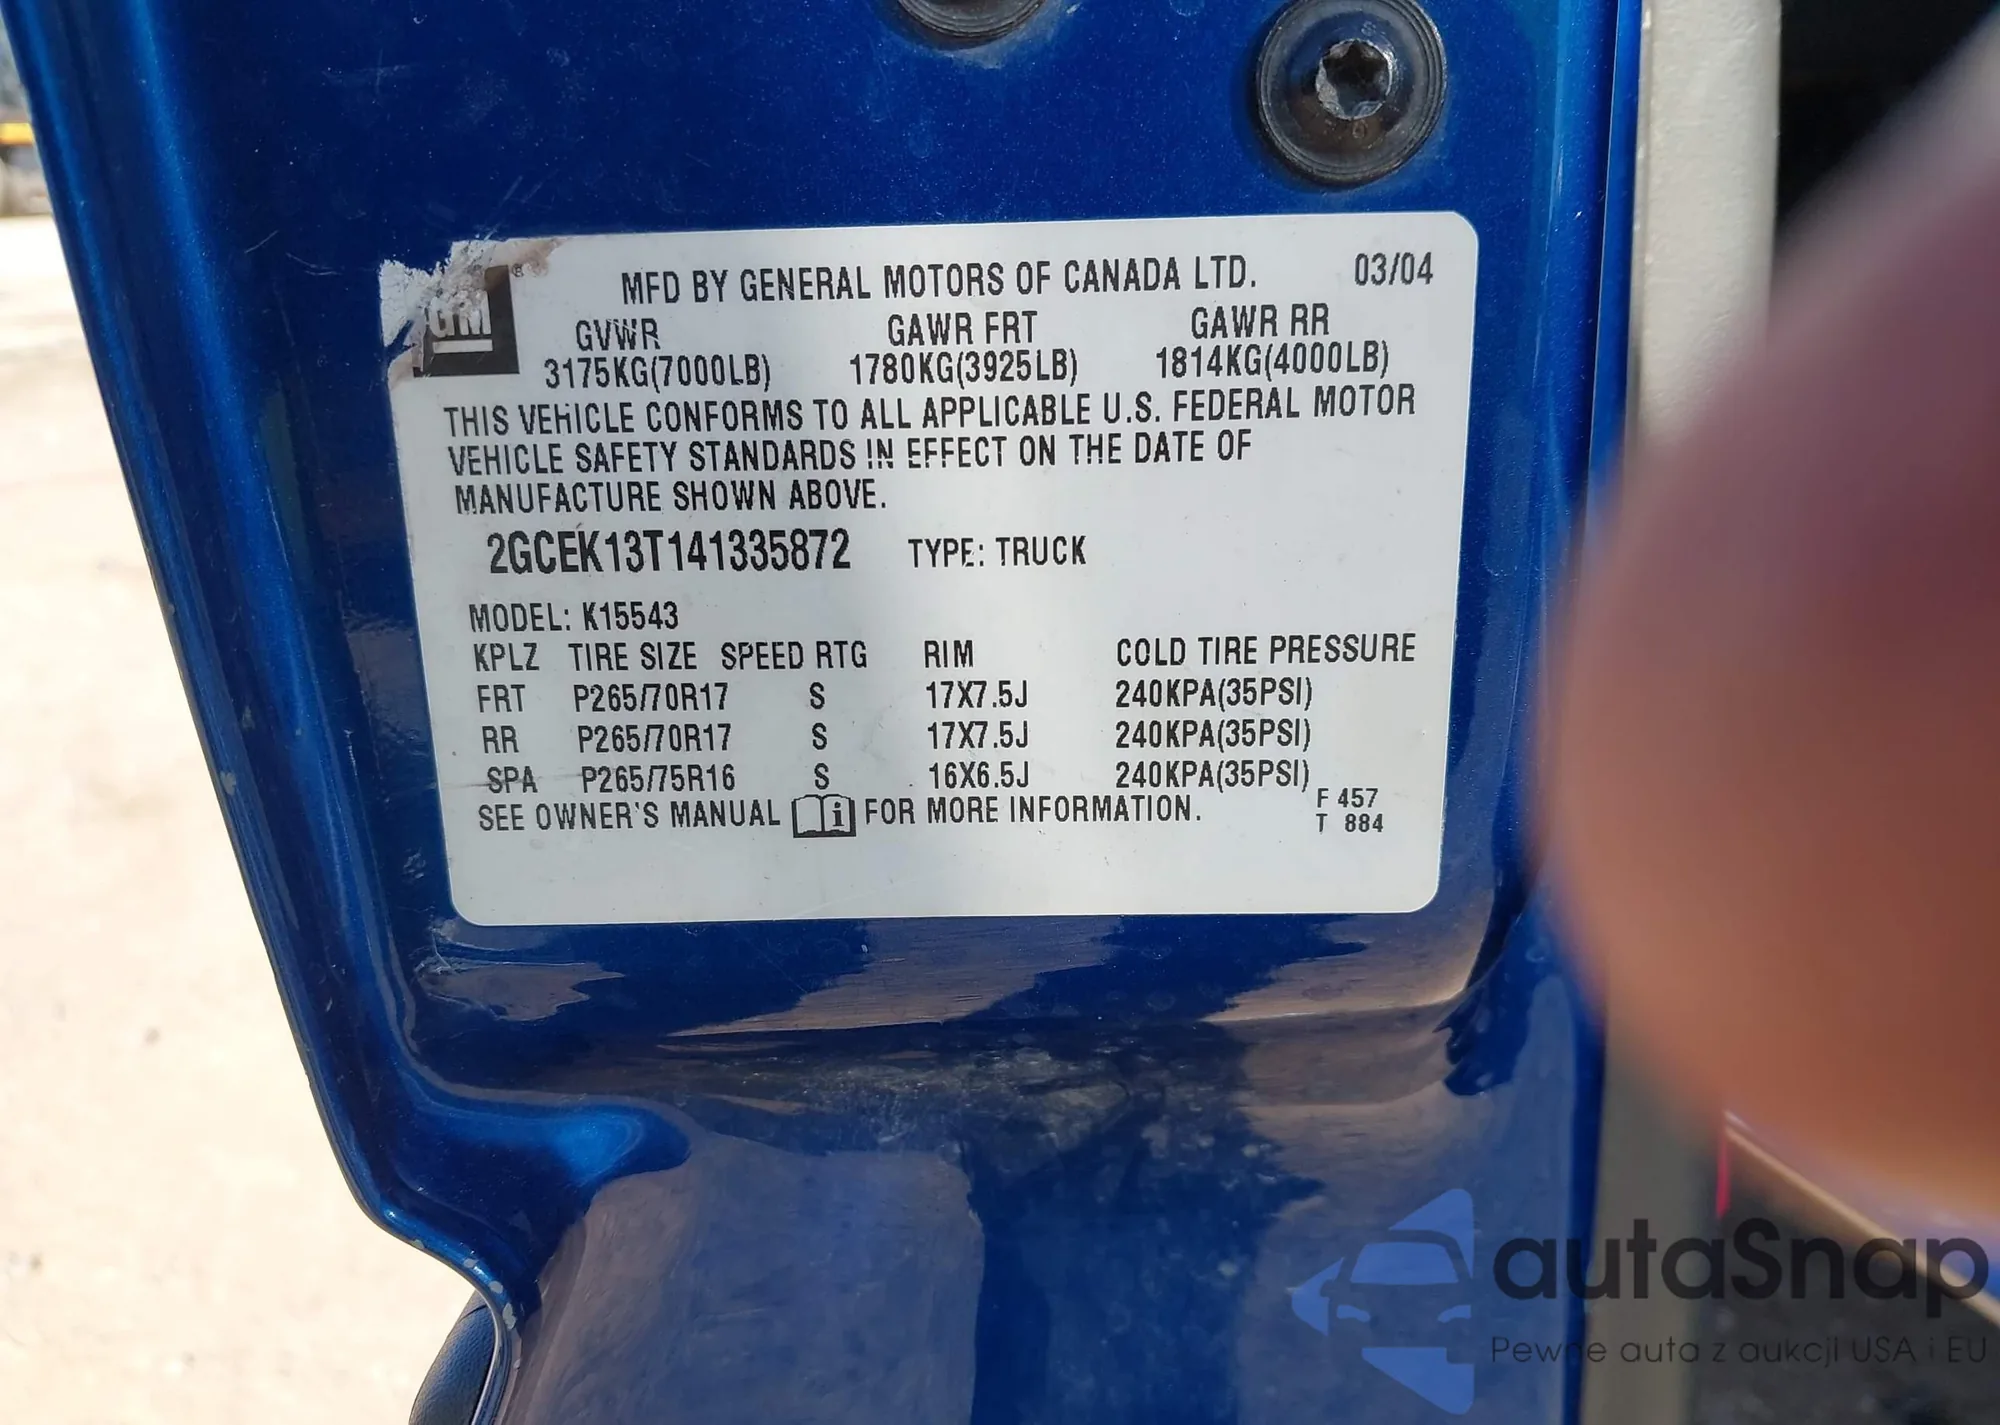 GM ®
MFD BY GENERAL MOTORS OF CANADA LTD. 03/04
GVWR GAWR FRT GAWR RR
3175KG(7000LB) 1780KG(3925LB) 1814KG(4000LB)
THIS VEHICLE CONFORMS TO ALL APPLICABLE U.S. FEDERAL MOTOR
VEHICLE SAFETY STANDARDS IN EFFECT ON THE DATE OF
MANUFACTURE SHOWN ABOVE.
2GCEK13T141335872 TYPE: TRUCK
MODEL: K15543
KPLZ TIRE SIZE SPEED RTG RIM COLD TIRE PRESSURE
FRT P265/70R17 S 17X7.5J 240KPA(35PSI)
RR P265/70R17 S 17X7.5J 240KPA(35PSI)
SPA P265/75R16 S 16X6.5J 240KPA(35PSI)
SEE OWNER'S MANUAL i FOR MORE INFORMATION.
F 457
T 884
autaSnap
Pewne auta z aukcji USA i EU